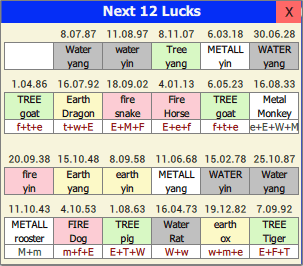 Next 12 Lucks X
8.07.87 11.08.97 8.11.07 6.03.18 30.06.28
Water water Tree METALL WATER
yang yin yang yin yang
1.04.86 16.07.92 18.09.02 4.01.13 6.05.23 16.08.33
TREE Earth fire Fire TREE Metal
goat Dragon snake Horse goat Monkey
f+t+e t+w+E E+M+F E+e+f f+t+e e+E+W+M
20.09.38 15.10.48 8.09.58 11.06.68 15.02.78 25.10.87
fire Earth earth METALL WATER WATER
yin yang yin yang yin yang
11.10.43 4.10.53 1.08.63 16.04.73 19.12.82 7.09.92
METALL FIRE TREE Water earth TREE
rooster Dog pig Rat ox Tiger
M+m m+f+E E+T+W W+w w+m+e E+F+T